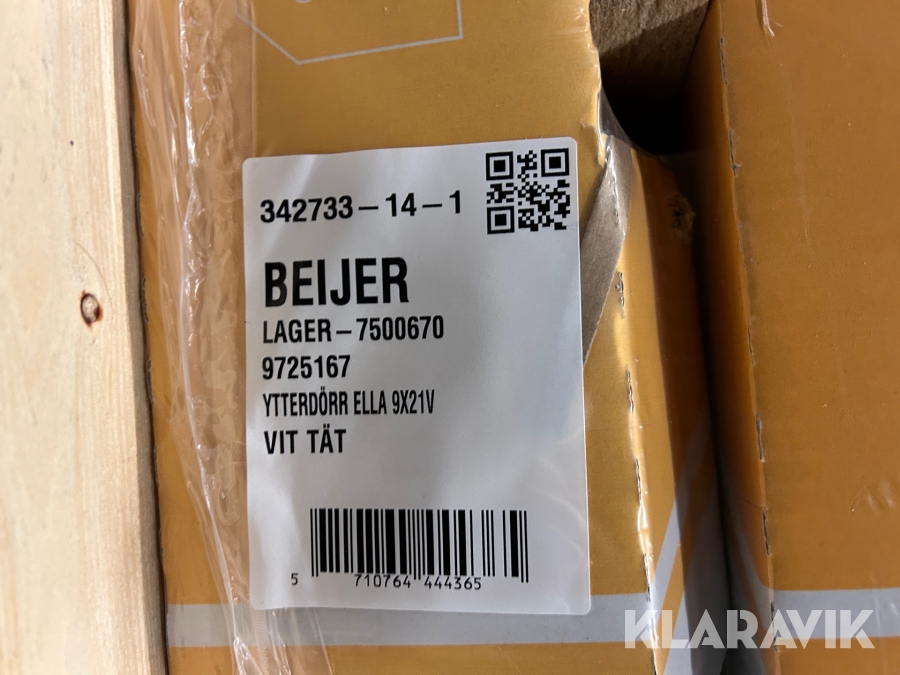 342733-14-1
BEIJER
LAGER-7500670
9725167
YTTERDÖRR ELLA 9X21V
VIT TÄT
5 710764 444365
KLARAVIK